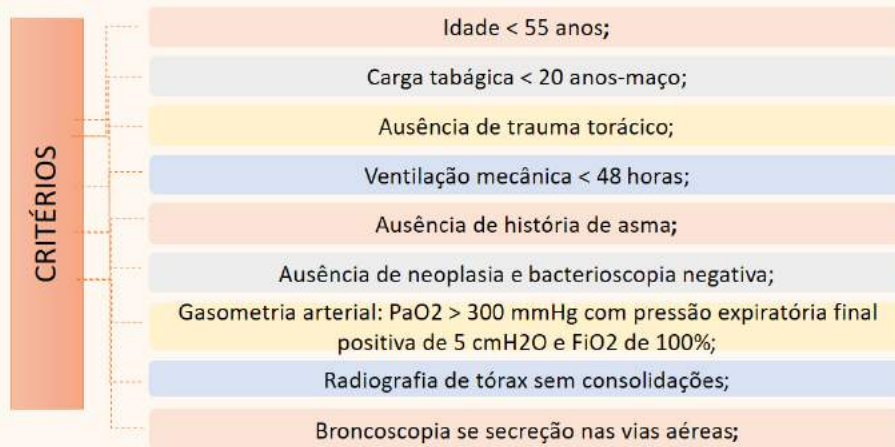 CRITÉRIOS
Idade < 55 anos;
Carga tabágica < 20 anos-maço;
Ausência de trauma torácico;
Ventilação mecânica < 48 horas;
Ausência de história de asma;
Ausência de neoplasia e bacterioscopia negativa;
Gasometria arterial: PaO2 > 300 mmHg com pressão expiratória final
positiva de 5 cmH2O e FiO2 de 100%;
Radiografia de tórax sem consolidações;
Broncoscopia se secreção nas vias aéreas;